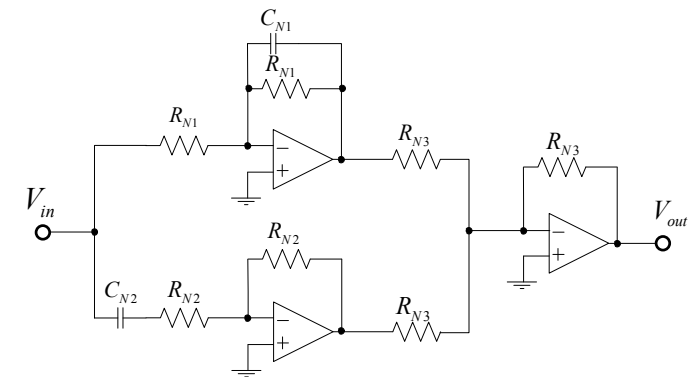 C_{N1}
R_{N1}
R_{N1}
R_{N3}
R_{N3}
V_{in}
V_{out}
R_{N2}
C_{N2}
R_{N2}
R_{N3}